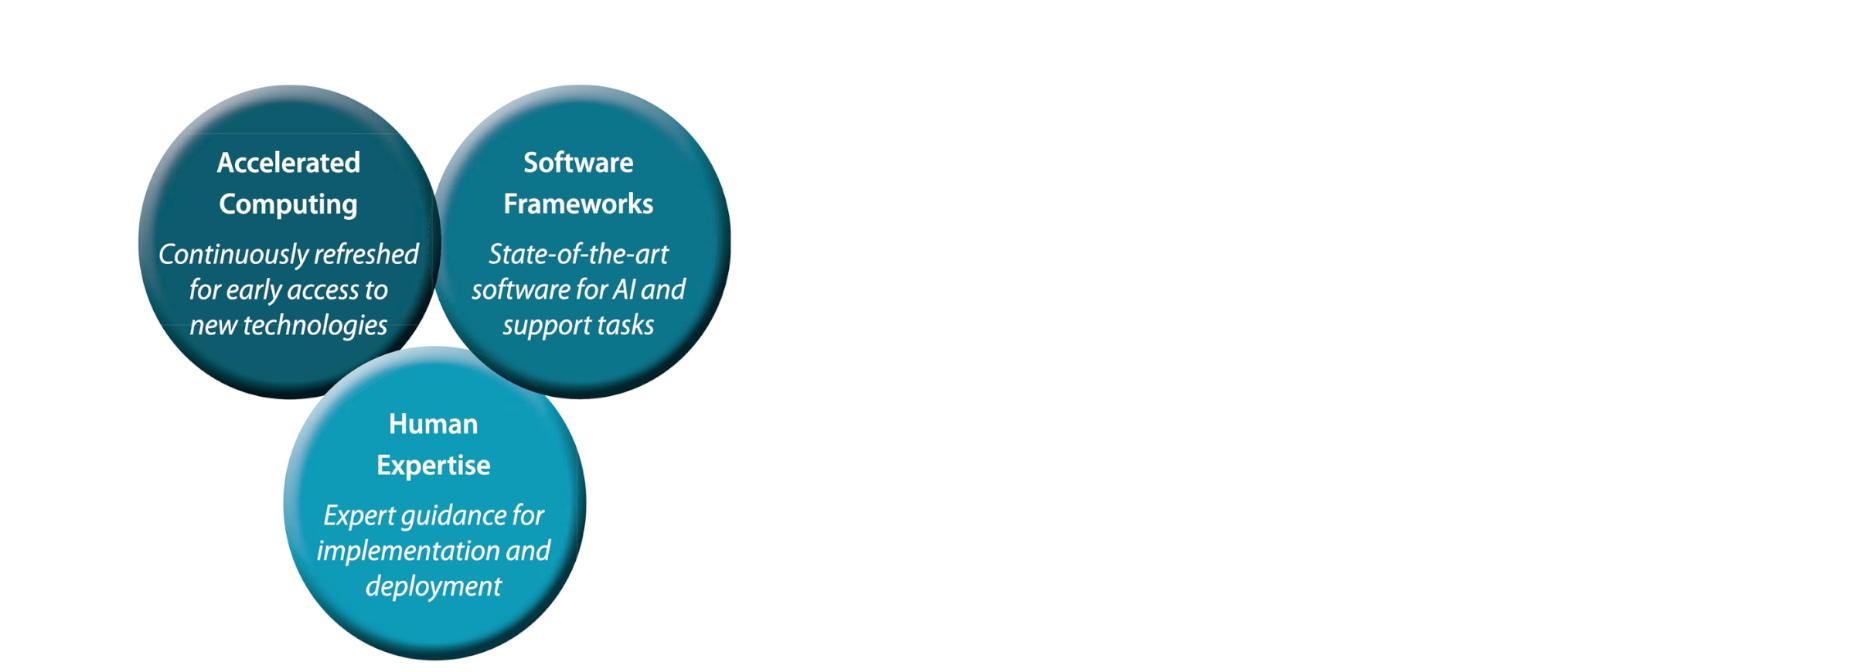 Accelerated
Computing
Continuously refreshed
for early access to
new technologies
Software
Frameworks
State-of-the-art
software for AI and
support tasks
Human
Expertise
Expert guidance for
implementation and
deployment